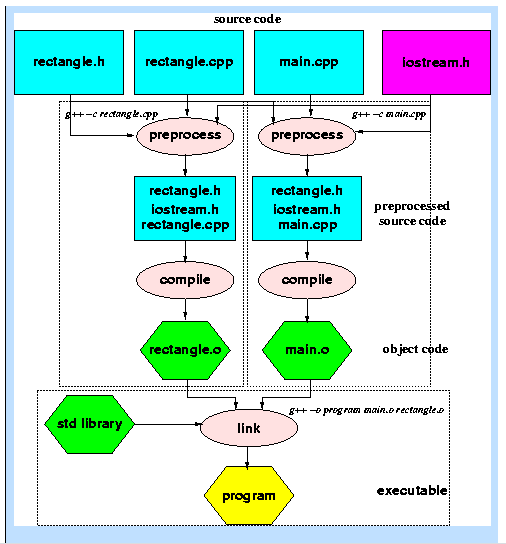 source code
rectangle.h
rectangle.cpp
main.cpp
iostream.h
g++ -c rectangle.cpp
g++ -c main.cpp
preprocess
preprocess
rectangle.h
iostream.h
rectangle.cpp
rectangle.h
iostream.h
main.cpp
preprocessed
source code
compile
compile
rectangle.o
main.o
object code
g++ -o program main.o rectangle.o
std library
link
program
executable